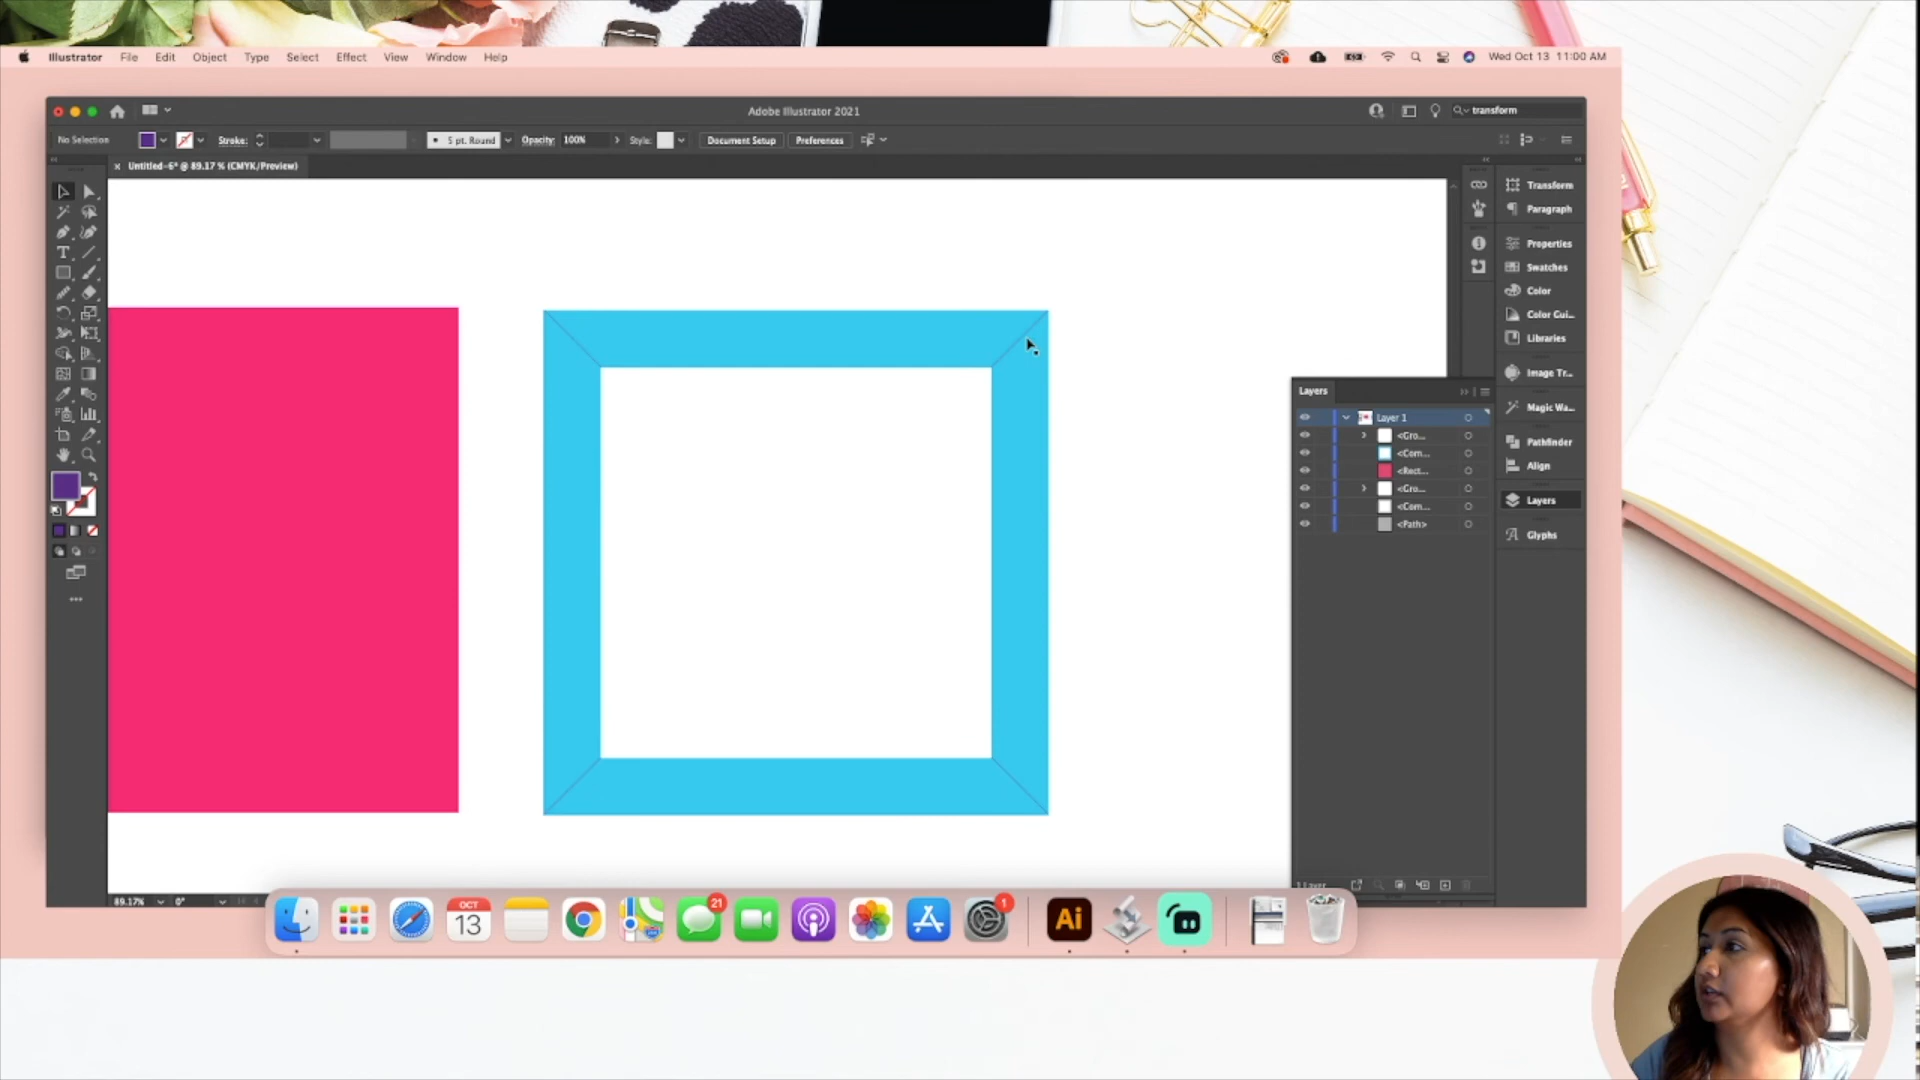 Illustrator File Edit Object Type Select Effect View Window Help Wed Oct 13 11:00 AM
Adobe Illustrator 2021 transform
No Selection Stroke: 5 pt. Round Opacity: 100% Style: Document Setup Preferences
× Untitled-6* @ 89.17 % (CMYK/Preview)
Transform
Paragraph
Properties
Swatches
Color
Color Gui...
Libraries
Image Tr...
Magic Wa...
Pathfinder
Align
Layers
Glyphs
Layers
Layer 1
<Gro...
<Com...
<Rect...
<Gro...
<Com...
<Path>
1 Layer
89.17% 0°
OCT
13
21
1
Ai